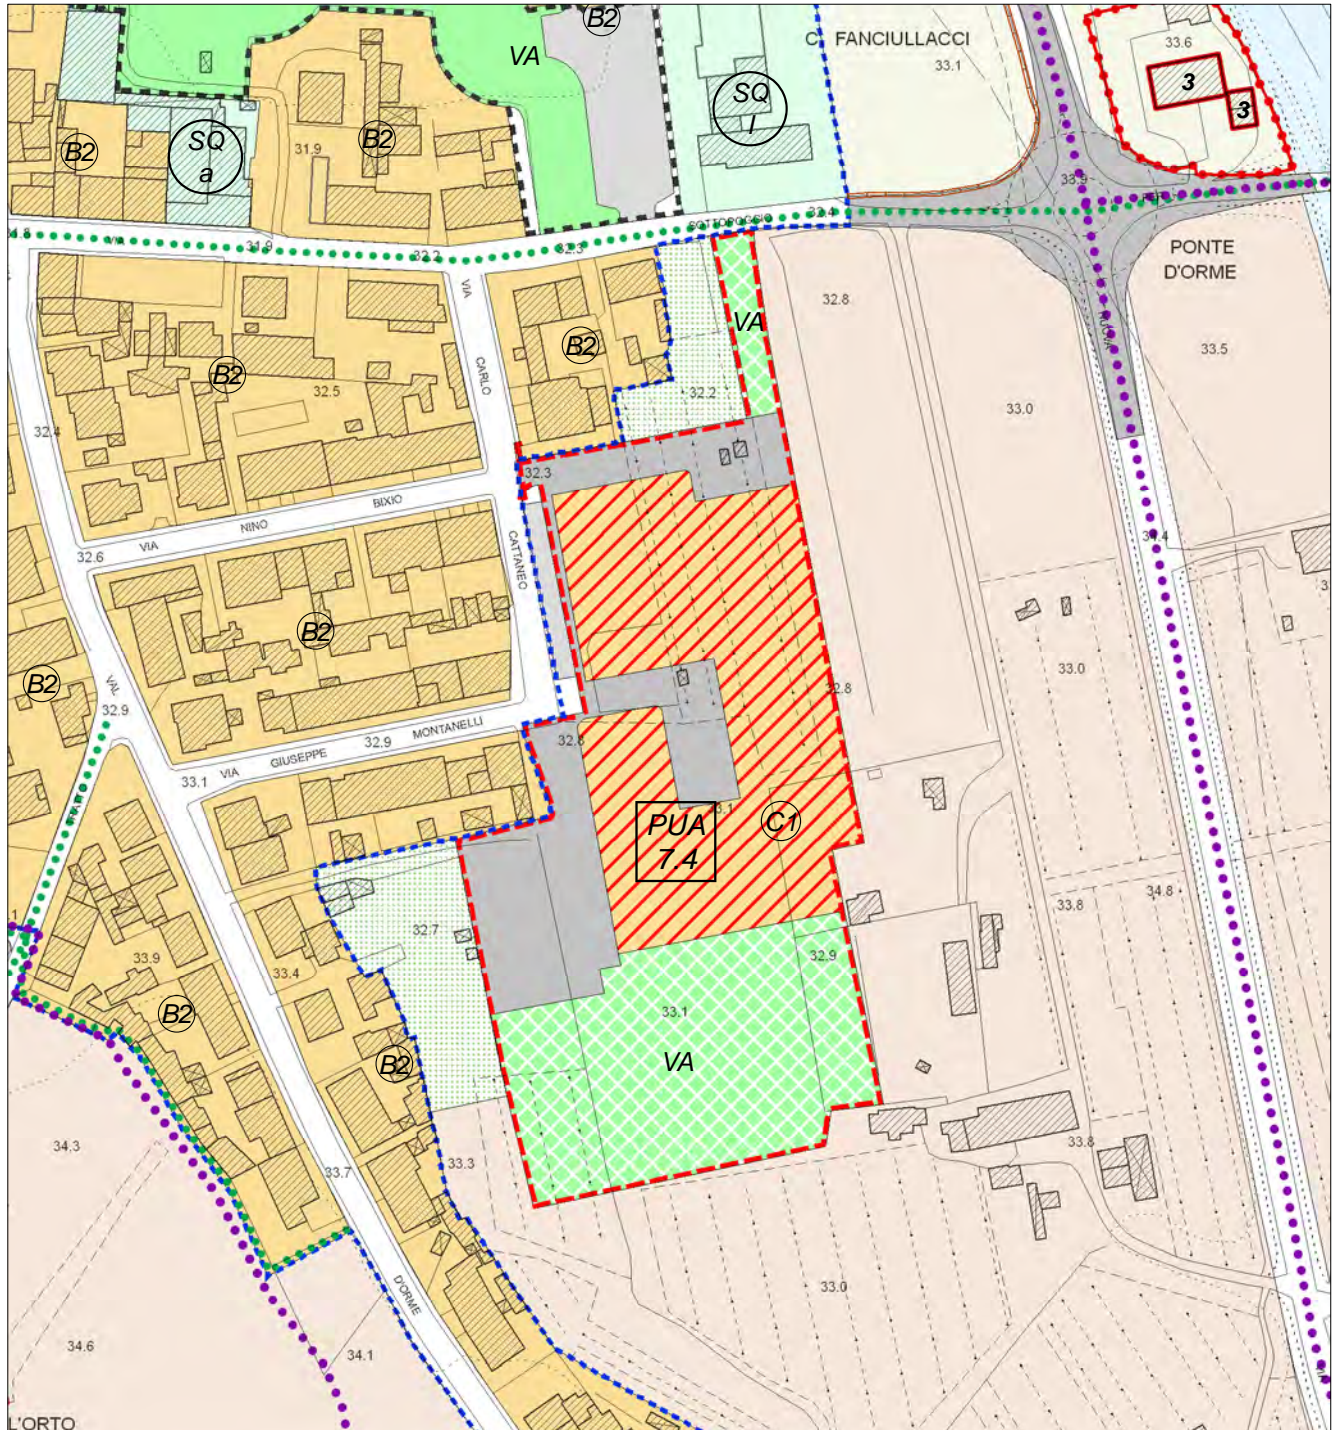 B2
VA
C. FANCIULLACCI
33.1
33.6
3
3
SQ
i
B2
SQ
a
B2
31.9
33.9
PER
VIA
31.9
32.2
32.3
SOTTOPOGGIO
32.4
PONTE
D'ORME
VIA
CARLO
CATTANEO
32.8
VA
B2
B2
32.5
32.2
33.0
33.5
NUOVA
32.4
32.3
VIA
NINO
BIXIO
32.6
34.4
B2
33.0
B2
VAL
32.9
32.8
32.8
VIA
GIUSEPPE
32.9
MONTANELLI
33.1
PUA
7.4
C1
33.8
34.8
32.7
32.9
33.9
33.4
33.1
B2
VA
B2
34.3
33.7
33.3
33.8
D'ORME
33.0
34.6
34.1
L'ORTO